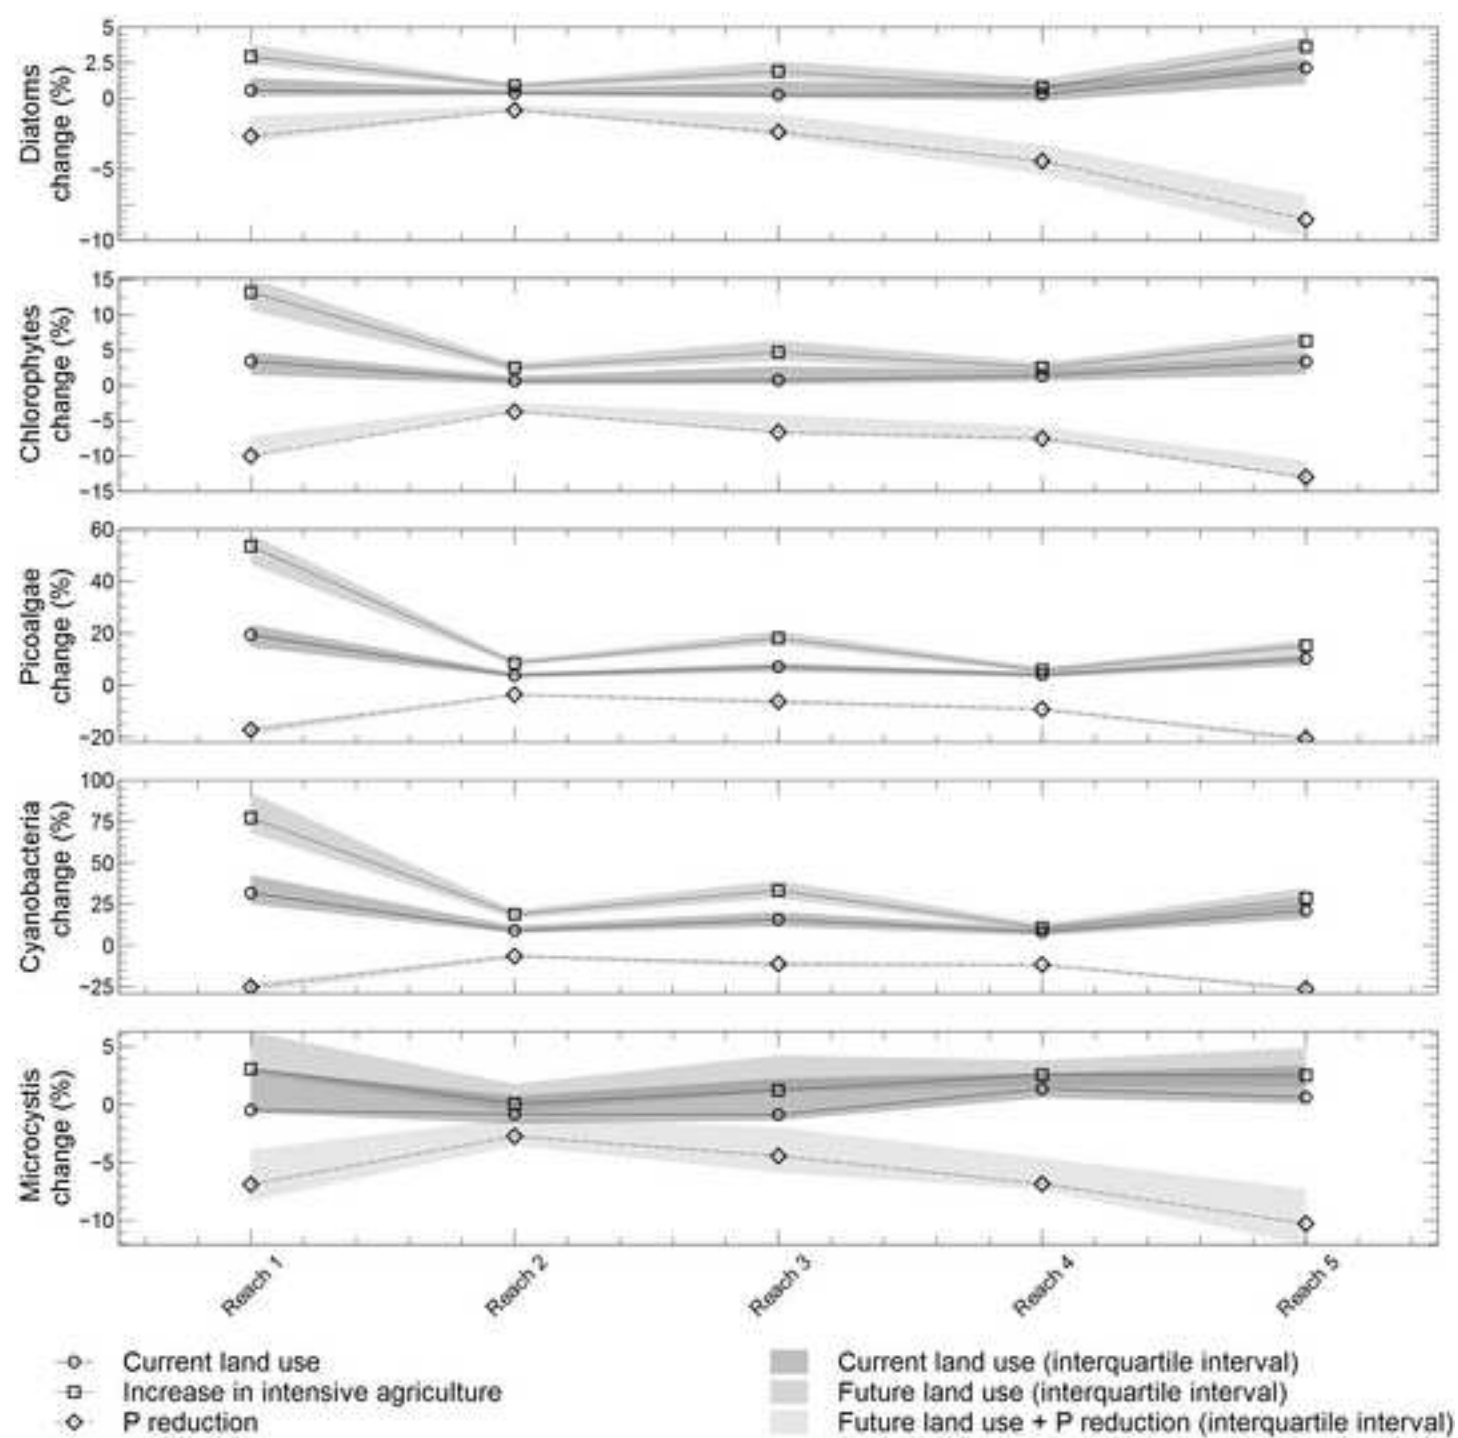 5
2.5
0
−5
−10
Diatoms
change (%)
15
10
5
0
−5
−10
−15
Chlorophytes
change (%)
60
40
20
0
−20
Picoalgae
change (%)
100
75
50
25
0
−25
Cyanobacteria
change (%)
5
0
−5
−10
Microcystis
change (%)
Reach 1
Reach 2
Reach 3
Reach 4
Reach 5
Current land use
Increase in intensive agriculture
P reduction
Current land use (interquartile interval)
Future land use (interquartile interval)
Future land use + P reduction (interquartile interval)